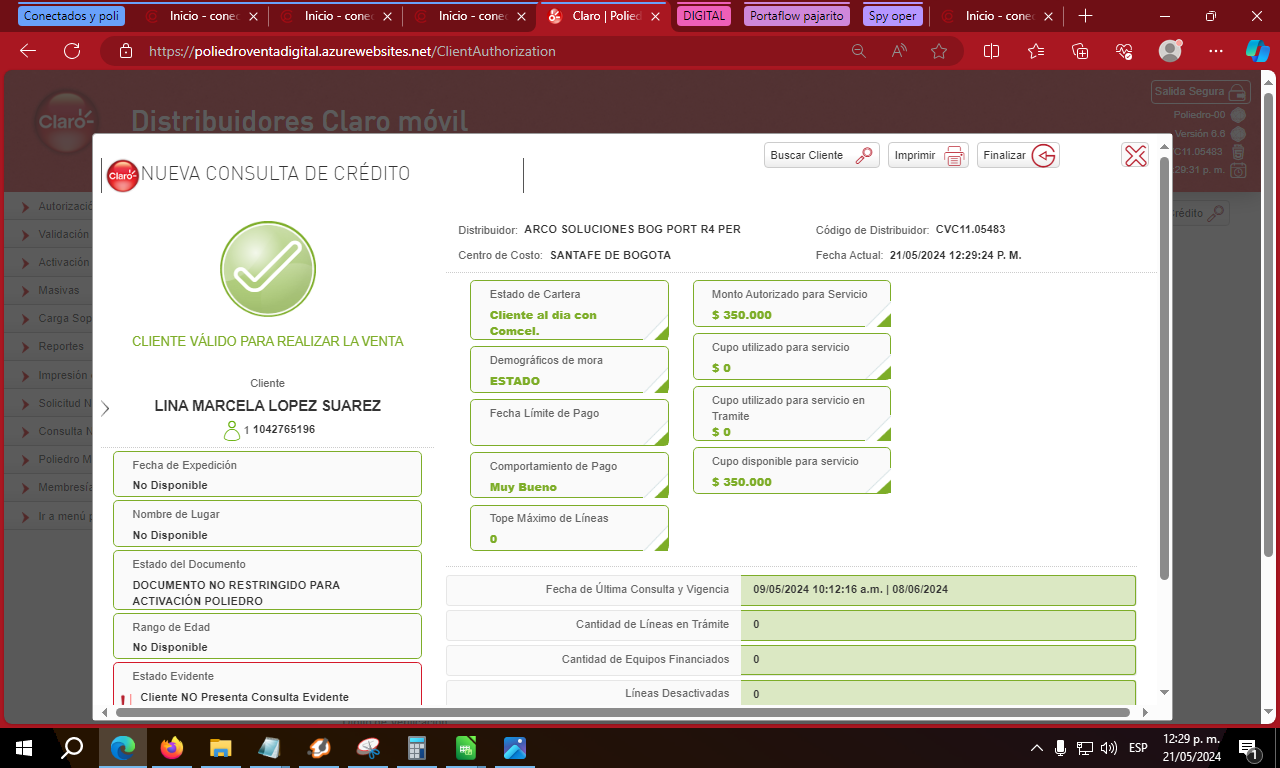 Conectados y poli
Inicio - cone
Inicio - cone
Inicio - cone
Claro | Polied
DIGITAL
Portaflow pajarito
Spy oper
Inicio - cone
https://poliedroventadigital.azurewebsites.net/ClientAuthorization
Claro
Distribuidores Claro móvil
Salida Segura
Poliedro-00
Versión 6.6
C11.05483
:29:31 p. m.
Autorizació
Validación
Activación
Masivas
Carga Sop
Reportes
Impresión
Solicitud N
Consulta N
Poliedro M
Membresía
Ir a menú p
rédito
Claro
NUEVA CONSULTA DE CRÉDITO
Buscar Cliente
Imprimir
Finalizar
CLIENTE VÁLIDO PARA REALIZAR LA VENTA
Cliente
LINA MARCELA LOPEZ SUAREZ
1 1042765196
Fecha de Expedición
No Disponible
Nombre de Lugar
No Disponible
Estado del Documento
DOCUMENTO NO RESTRINGIDO PARA
ACTIVACIÓN POLIEDRO
Rango de Edad
No Disponible
Estado Evidente
Cliente NO Presenta Consulta Evidente
Distribuidor: ARCO SOLUCIONES BOG PORT R4 PER
Código de Distribuidor: CVC11.05483
Centro de Costo: SANTAFE DE BOGOTA
Fecha Actual: 21/05/2024 12:29:24 P. M.
Estado de Cartera
Cliente al dia con
Comcel.
Demográficos de mora
ESTADO
Fecha Límite de Pago
Comportamiento de Pago
Muy Bueno
Tope Máximo de Líneas
0
Monto Autorizado para Servicio
$ 350.000
Cupo utilizado para servicio
$ 0
Cupo utilizado para servicio en
Tramite
$ 0
Cupo disponible para servicio
$ 350.000
Fecha de Última Consulta y Vigencia
09/05/2024 10:12:16 a.m. | 08/06/2024
Cantidad de Líneas en Trámite
0
Cantidad de Equipos Financiados
0
Líneas Desactivadas
0
ESP
12:29 p. m.
21/05/2024
1